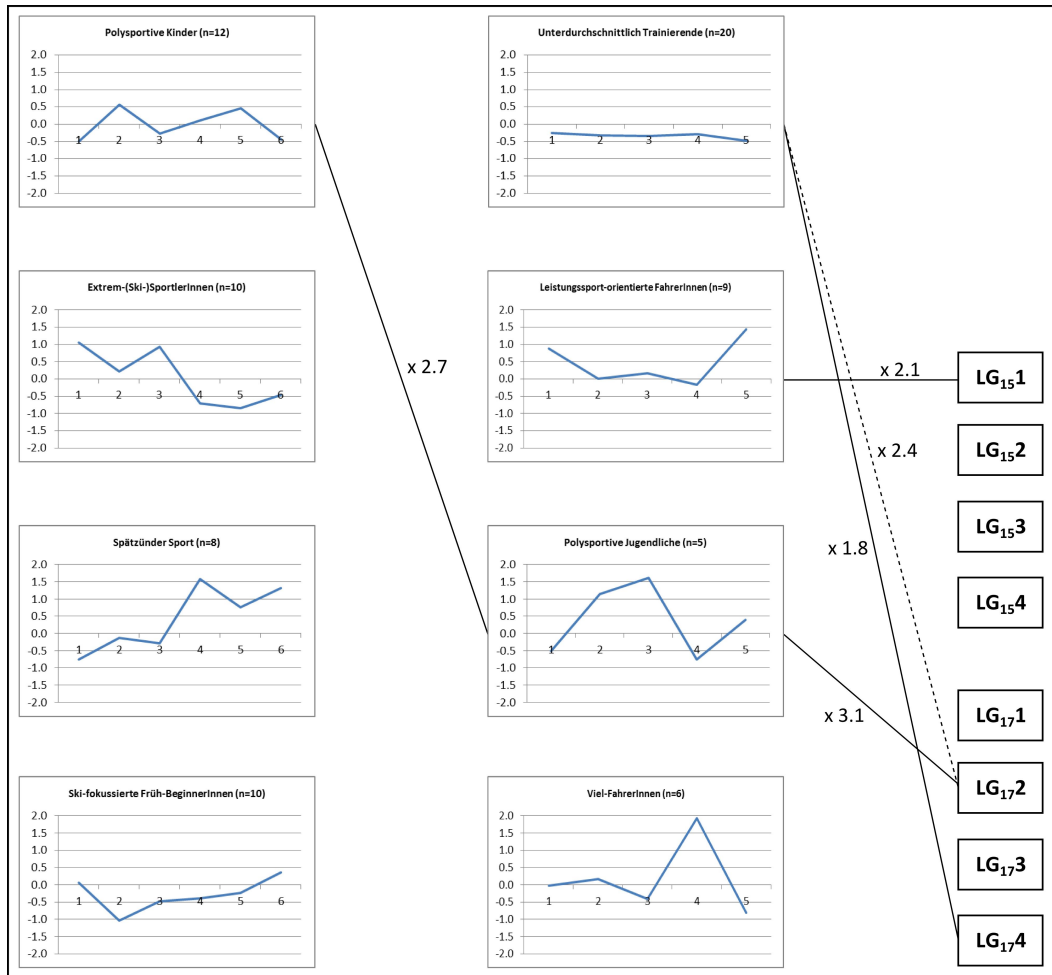 Polysportive Kinder (n=12)
2.0
1.5
1.0
0.5
0.0
-0.5
-1.0
-1.5
-2.0
1 2 3 4 5 6
Unterdurchschnittlich Trainierende (n=20)
2.0
1.5
1.0
0.5
0.0
-0.5
-1.0
-1.5
-2.0
1 2 3 4 5
Extrem-(Ski-)SportlerInnen (n=10)
2.0
1.5
1.0
0.5
0.0
-0.5
-1.0
-1.5
-2.0
1 2 3 4 5 6
Leistungssport-orientierte FahrerInnen (n=9)
2.0
1.5
1.0
0.5
0.0
-0.5
-1.0
-1.5
-2.0
1 2 3 4 5
Spätzünder Sport (n=8)
2.0
1.5
1.0
0.5
0.0
-0.5
-1.0
-1.5
-2.0
1 2 3 4 5 6
Polysportive Jugendliche (n=5)
2.0
1.5
1.0
0.5
0.0
-0.5
-1.0
-1.5
-2.0
1 2 3 4 5
Ski-fokussierte Früh-BeginnerInnen (n=10)
2.0
1.5
1.0
0.5
0.0
-0.5
-1.0
-1.5
-2.0
1 2 3 4 5 6
Viel-FahrerInnen (n=6)
2.0
1.5
1.0
0.5
0.0
-0.5
-1.0
-1.5
-2.0
1 2 3 4 5
x 2.7
x 2.1
x 2.4
x 1.8
x 3.1
LG₁₅1
LG₁₅2
LG₁₅3
LG₁₅4
LG₁₇1
LG₁₇2
LG₁₇3
LG₁₇4